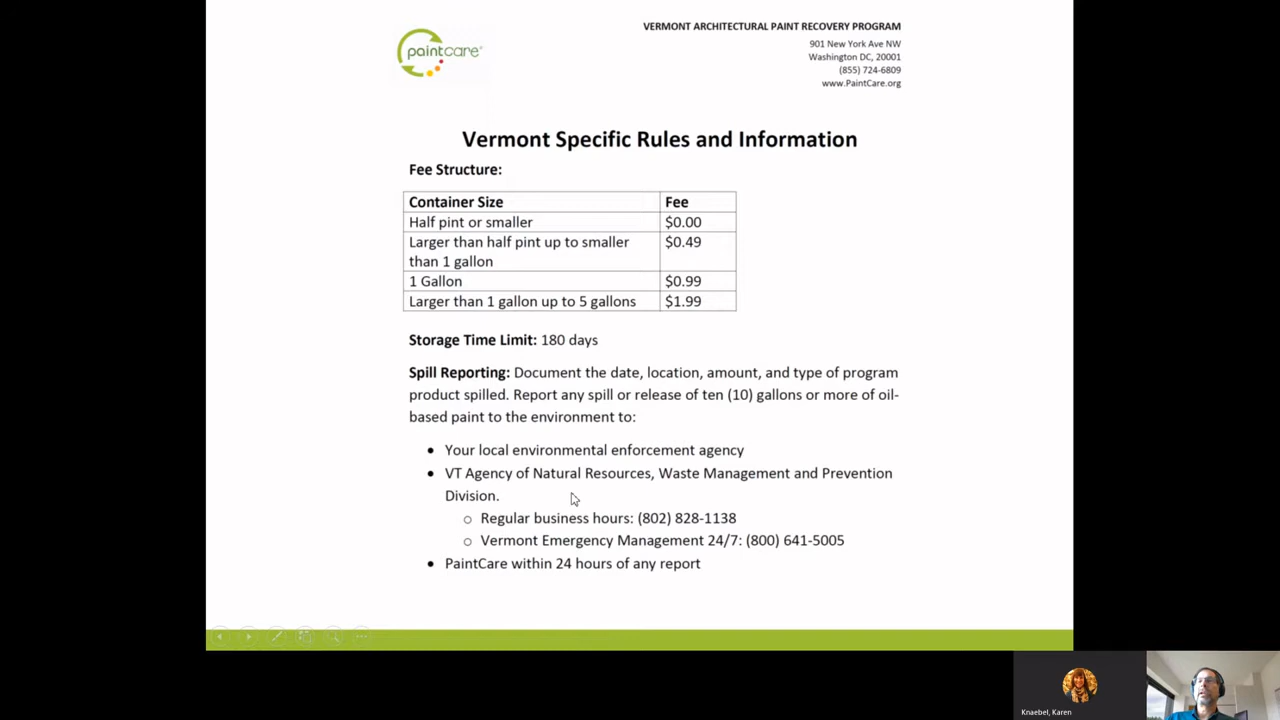 paintcare
VERMONT ARCHITECTURAL PAINT RECOVERY PROGRAM
901 New York Ave NW
Washington DC, 20001
(855) 724-6809
www.PaintCare.org
Vermont Specific Rules and Information
Fee Structure:
Container Size Fee
Half pint or smaller $0.00
Larger than half pint up to smaller $0.49
than 1 gallon
1 Gallon $0.99
Larger than 1 gallon up to 5 gallons $1.99
Storage Time Limit: 180 days
Spill Reporting: Document the date, location, amount, and type of program
product spilled. Report any spill or release of ten (10) gallons or more of oil-
based paint to the environment to:
• Your local environmental enforcement agency
• VT Agency of Natural Resources, Waste Management and Prevention
Division.
o Regular business hours: (802) 828-1138
o Vermont Emergency Management 24/7: (800) 641-5005
• PaintCare within 24 hours of any report
Knaebel, Karen